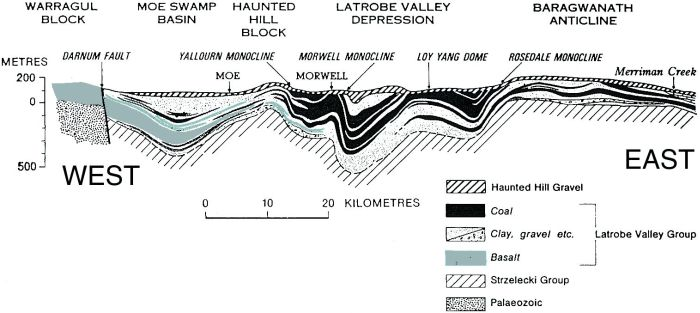 WARRAGUL
BLOCK
MOE SWAMP
BASIN
HAUNTED
HILL
BLOCK
LATROBE VALLEY
DEPRESSION
BARAGWANATH
ANTICLINE
DARNUM FAULT
YALLOURN MONOCLINE
MORWELL MONOCLINE
LOY YANG DOME
ROSEDALE MONOCLINE
METRES
MOE
MORWELL
Merriman Creek
200
0
500
WEST
EAST
0 10 20 KILOMETRES
Haunted Hill Gravel
Coal
Clay, gravel etc.
Latrobe Valley Group
Basalt
Strzelecki Group
Palaeozoic